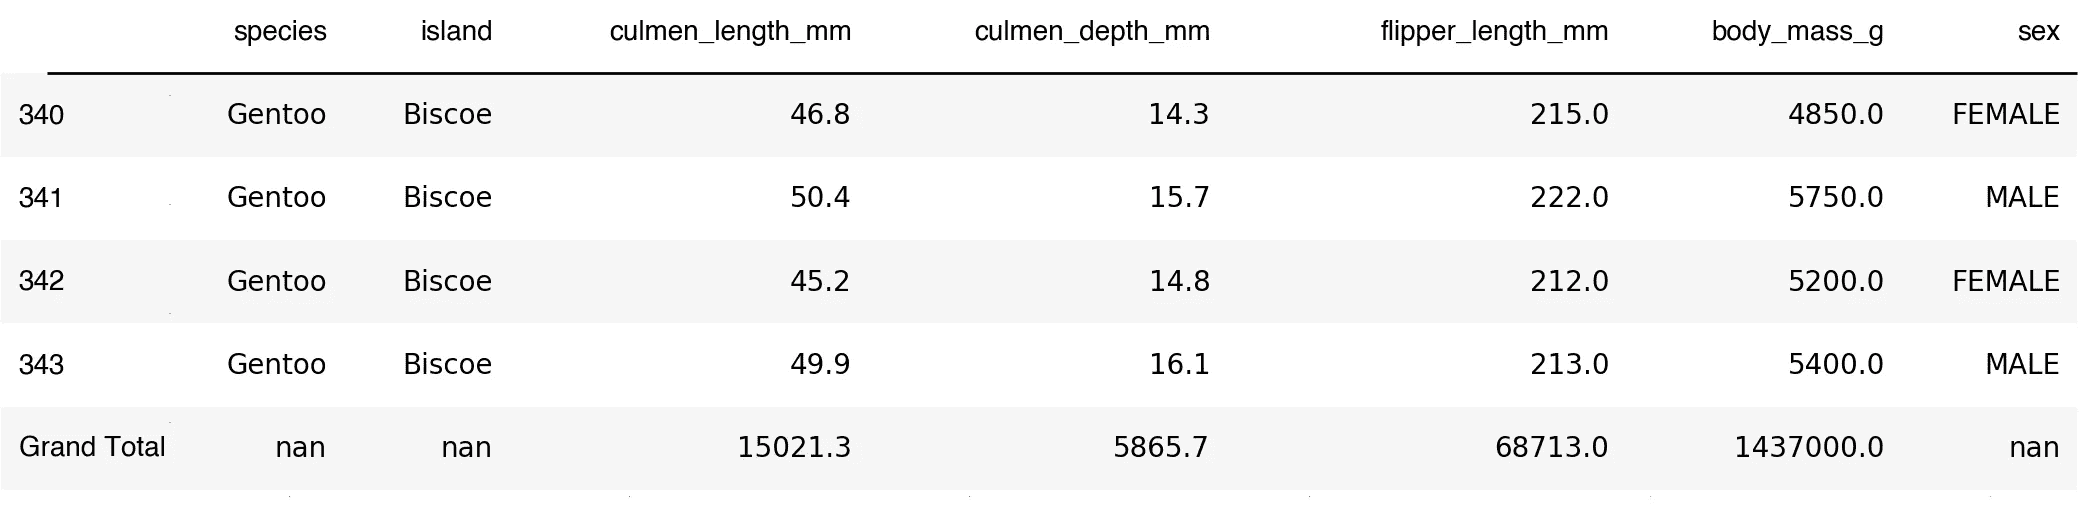 species island culmen_length_mm culmen_depth_mm flipper_length_mm body_mass_g sex
340 Gentoo Biscoe 46.8 14.3 215.0 4850.0 FEMALE
341 Gentoo Biscoe 50.4 15.7 222.0 5750.0 MALE
342 Gentoo Biscoe 45.2 14.8 212.0 5200.0 FEMALE
343 Gentoo Biscoe 49.9 16.1 213.0 5400.0 MALE
Grand Total nan nan 15021.3 5865.7 68713.0 1437000.0 nan